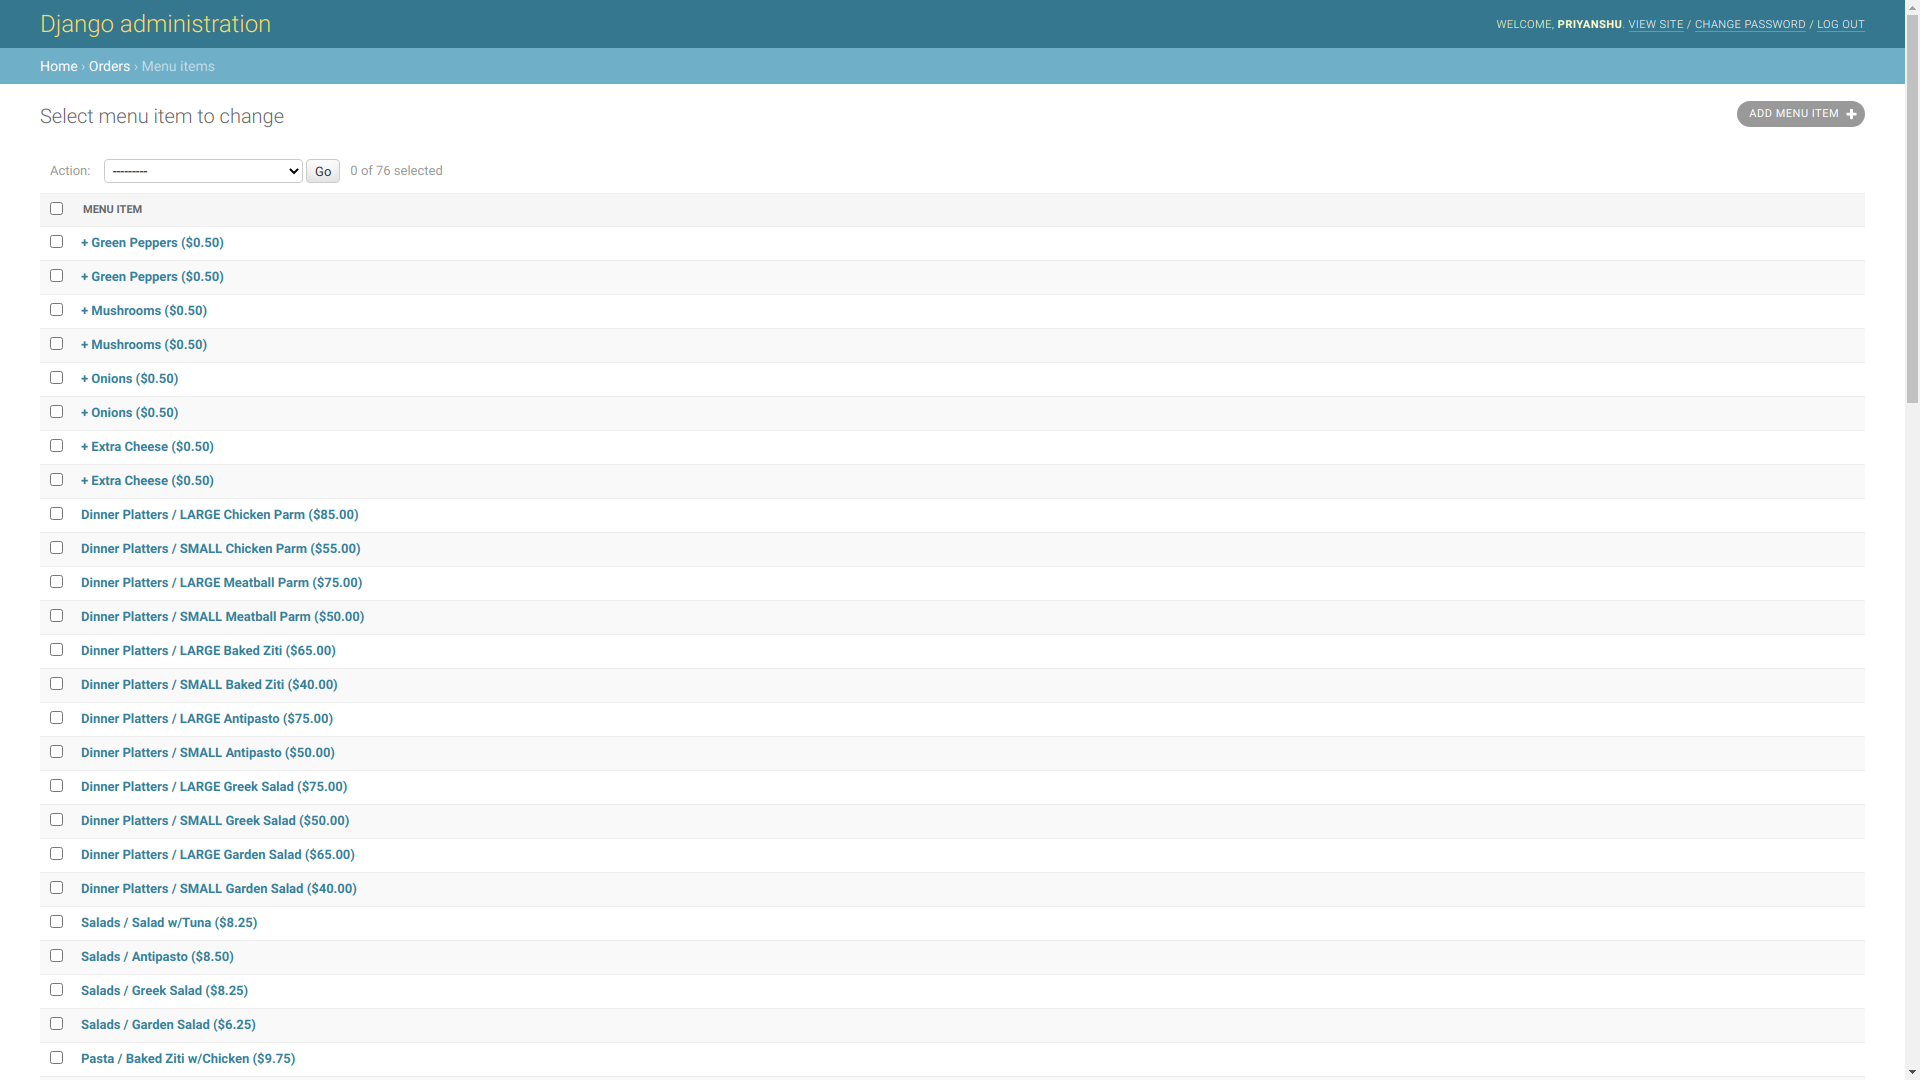 Django administration
WELCOME, PRIYANSHU. VIEW SITE / CHANGE PASSWORD / LOG OUT
Home › Orders › Menu items
Select menu item to change
ADD MENU ITEM +
Action: --------- Go 0 of 76 selected
MENU ITEM
+ Green Peppers ($0.50)
+ Green Peppers ($0.50)
+ Mushrooms ($0.50)
+ Mushrooms ($0.50)
+ Onions ($0.50)
+ Onions ($0.50)
+ Extra Cheese ($0.50)
+ Extra Cheese ($0.50)
Dinner Platters / LARGE Chicken Parm ($85.00)
Dinner Platters / SMALL Chicken Parm ($55.00)
Dinner Platters / LARGE Meatball Parm ($75.00)
Dinner Platters / SMALL Meatball Parm ($50.00)
Dinner Platters / LARGE Baked Ziti ($65.00)
Dinner Platters / SMALL Baked Ziti ($40.00)
Dinner Platters / LARGE Antipasto ($75.00)
Dinner Platters / SMALL Antipasto ($50.00)
Dinner Platters / LARGE Greek Salad ($75.00)
Dinner Platters / SMALL Greek Salad ($50.00)
Dinner Platters / LARGE Garden Salad ($65.00)
Dinner Platters / SMALL Garden Salad ($40.00)
Salads / Salad w/Tuna ($8.25)
Salads / Antipasto ($8.50)
Salads / Greek Salad ($8.25)
Salads / Garden Salad ($6.25)
Pasta / Baked Ziti w/Chicken ($9.75)